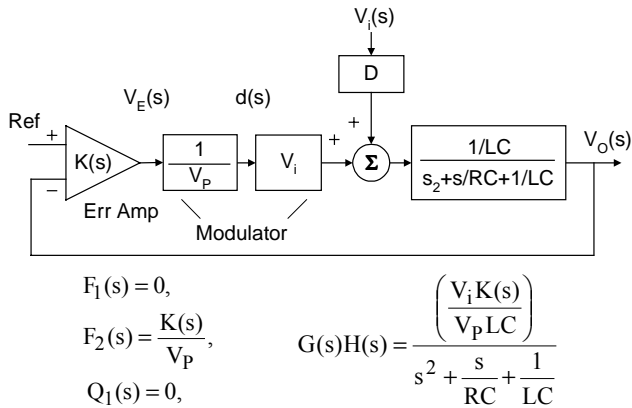 V_i(s)
D
V_E(s) d(s)
+ +
Ref + − K(s) 1/V_P V_i Σ (1/LC)/(s_2+s/RC+1/LC) V_O(s)
Err Amp
Modulator
F_1(s) = 0,
F_2(s) = K(s)/V_P, G(s)H(s) = (V_i K(s)/V_P LC)/(s^2 + s/RC + 1/LC)
Q_1(s) = 0,